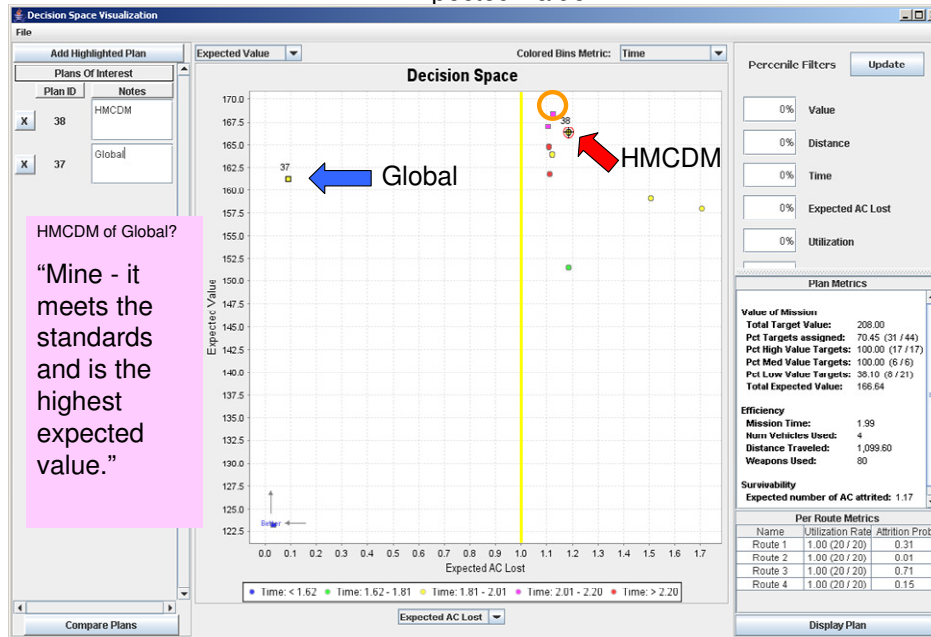 Decision Space Visualization
File
Add Highlighted Plan
Plans Of Interest
Plan ID Notes
X 38 HMCDM
X 37 Global
HMCDM of Global?
“Mine - it
meets the
standards
and is the
highest
expected
value.”
Compare Plans
Expected Value
Colored Bins Metric: Time
Decision Space
Expected Value
170.0
167.5
165.0
162.5
160.0
157.5
155.0
152.5
150.0
147.5
145.0
142.5
140.0
137.5
135.0
132.5
130.0
127.5
125.0
122.5
38
HMCDM
37
Global
Better
0.0 0.1 0.2 0.3 0.4 0.5 0.6 0.7 0.8 0.9 1.0 1.1 1.2 1.3 1.4 1.5 1.6 1.7
Expected AC Lost
Time: < 1.62 Time: 1.62 - 1.81 Time: 1.81 - 2.01 Time: 2.01 - 2.20 Time: > 2.20
Expected AC Lost
Percenile Filters Update
0% Value
0% Distance
0% Time
0% Expected AC Lost
0% Utilization
Plan Metrics
Value of Mission
Total Target Value: 208.00
Pct Targets assigned: 70.45 (31 / 44)
Pct High Value Targets: 100.00 (17 / 17)
Pct Med Value Targets: 100.00 (6 / 6)
Pct Low Value Targets: 38.10 (8 / 21)
Total Expected Value: 166.64
Efficiency
Mission Time: 1.99
Num Vehicles Used: 4
Distance Traveled: 1,099.60
Weapons Used: 80
Survivability
Expected number of AC attrited: 1.17
Per Route Metrics
Name Utilization Rate Attrition Prob
Route 1 1.00 (20 / 20) 0.31
Route 2 1.00 (20 / 20) 0.01
Route 3 1.00 (20 / 20) 0.71
Route 4 1.00 (20 / 20) 0.15
Display Plan